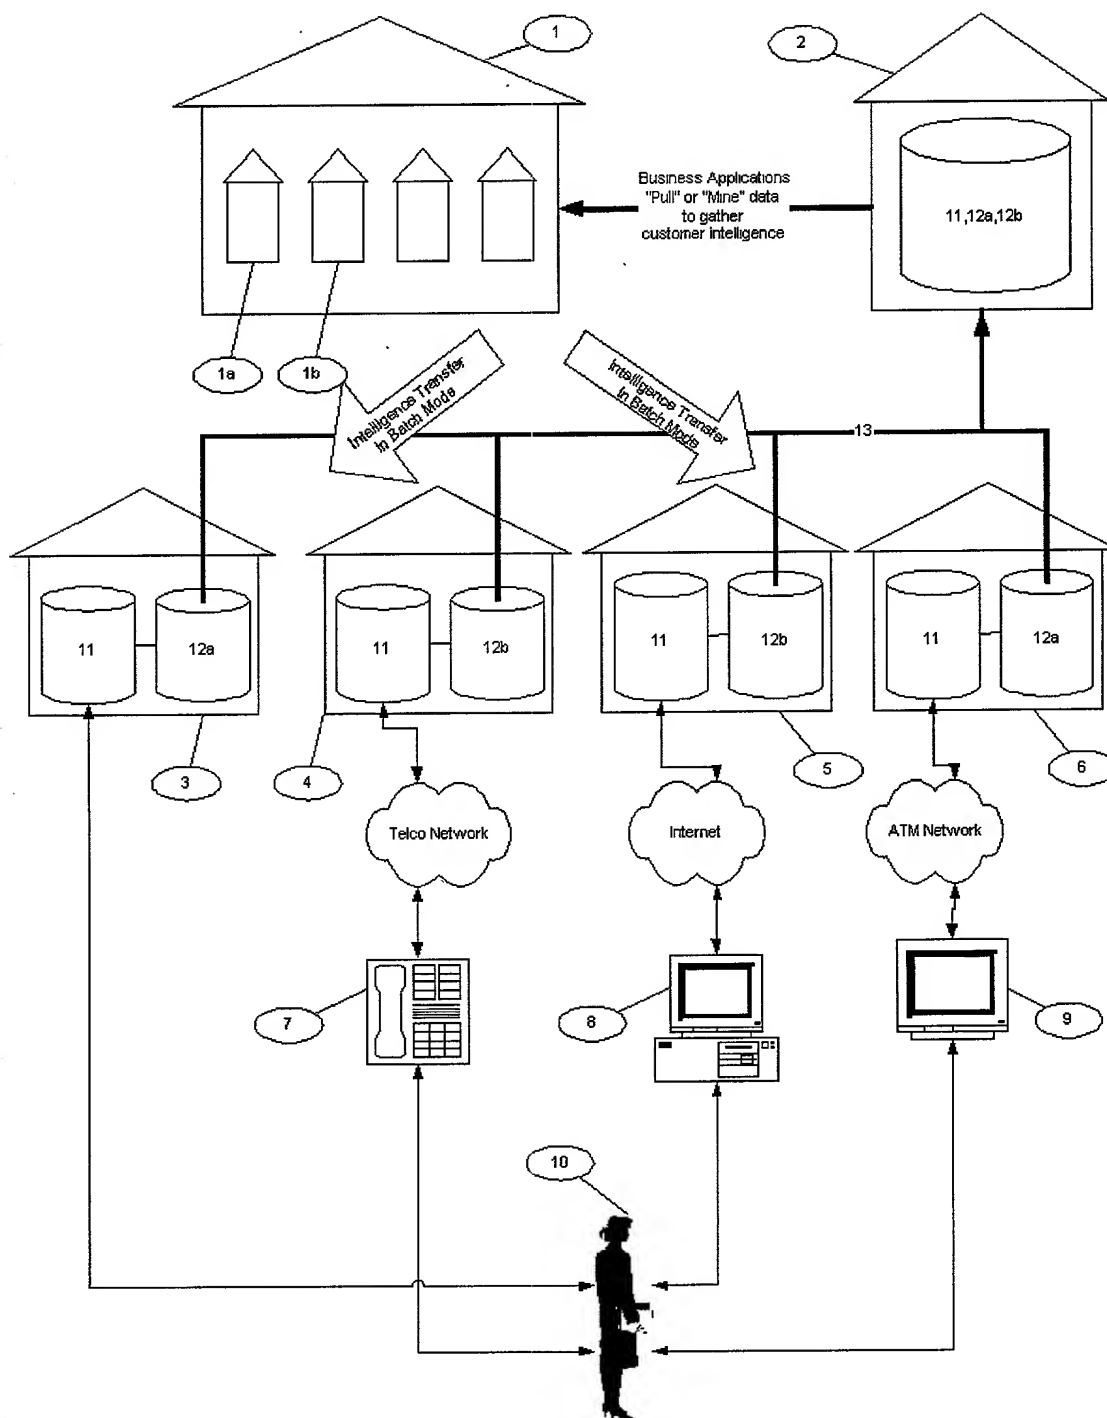 1
2
Business Applications
"Pull" or "Mine" data
to gather
customer intelligence
11,12a,12b
1a
1b
Intelligence Transfer
In Batch Mode
Intelligence Transfer
In Batch Mode
13
11
12a
11
12b
11
12b
11
12a
3
4
5
6
Telco Network
Internet
ATM Network
7
8
9
10